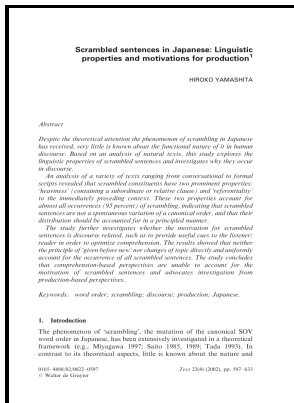 Scrambled sentences in Japanese: Linguistic
properties and motivations for production1
HIROKO YAMASHITA
Abstract
Despite the theoretical attention the phenomenon of scrambling in Japanese
has received, very little is known about the functional nature of it in human
discourse. Based on an analysis of natural texts, this study explores the
linguistic properties of scrambled sentences and investigates why they occur
in discourse.
An analysis of a variety of texts ranging from conversational to formal
scripts revealed that scrambled constituents have two prominent properties:
'heaviness' (containing a subordinate or relative clause) and 'referentiality'
to the immediately preceding context. These two properties account for
almost all occurrences (95 percent) of scrambling, indicating that scrambled
sentences are not a spontaneous variation of a canonical order, and that their
distribution should be accounted for in a principled manner.
The study further investigates whether the motivation for scrambled
sentences is discourse related, such as to provide useful cues to the listener/
reader in order to optimize comprehension. The results showed that neither
the principle of 'given before new' nor changes of topic directly and uniformly
account for the occurrence of all scrambled sentences. The study concludes
that comprehension-based perspectives are unable to account for the
motivation of scrambled sentences and advocates investigation from
production-based perspectives.
Keywords: word order; scrambling; discourse; production; Japanese.
1. Introduction
The phenomenon of 'scrambling', the mutation of the canonical SOV
word order in Japanese, has been extensively investigated in a theoretical
framework (e.g., Miyagawa 1997; Saito 1985, 1989; Tada 1993). In
contrast to its theoretical aspects, little is known about the nature and
0165–4888/02/0022–0597 Text 22(4) (2002), pp. 597–633
© Walter de Gruyter